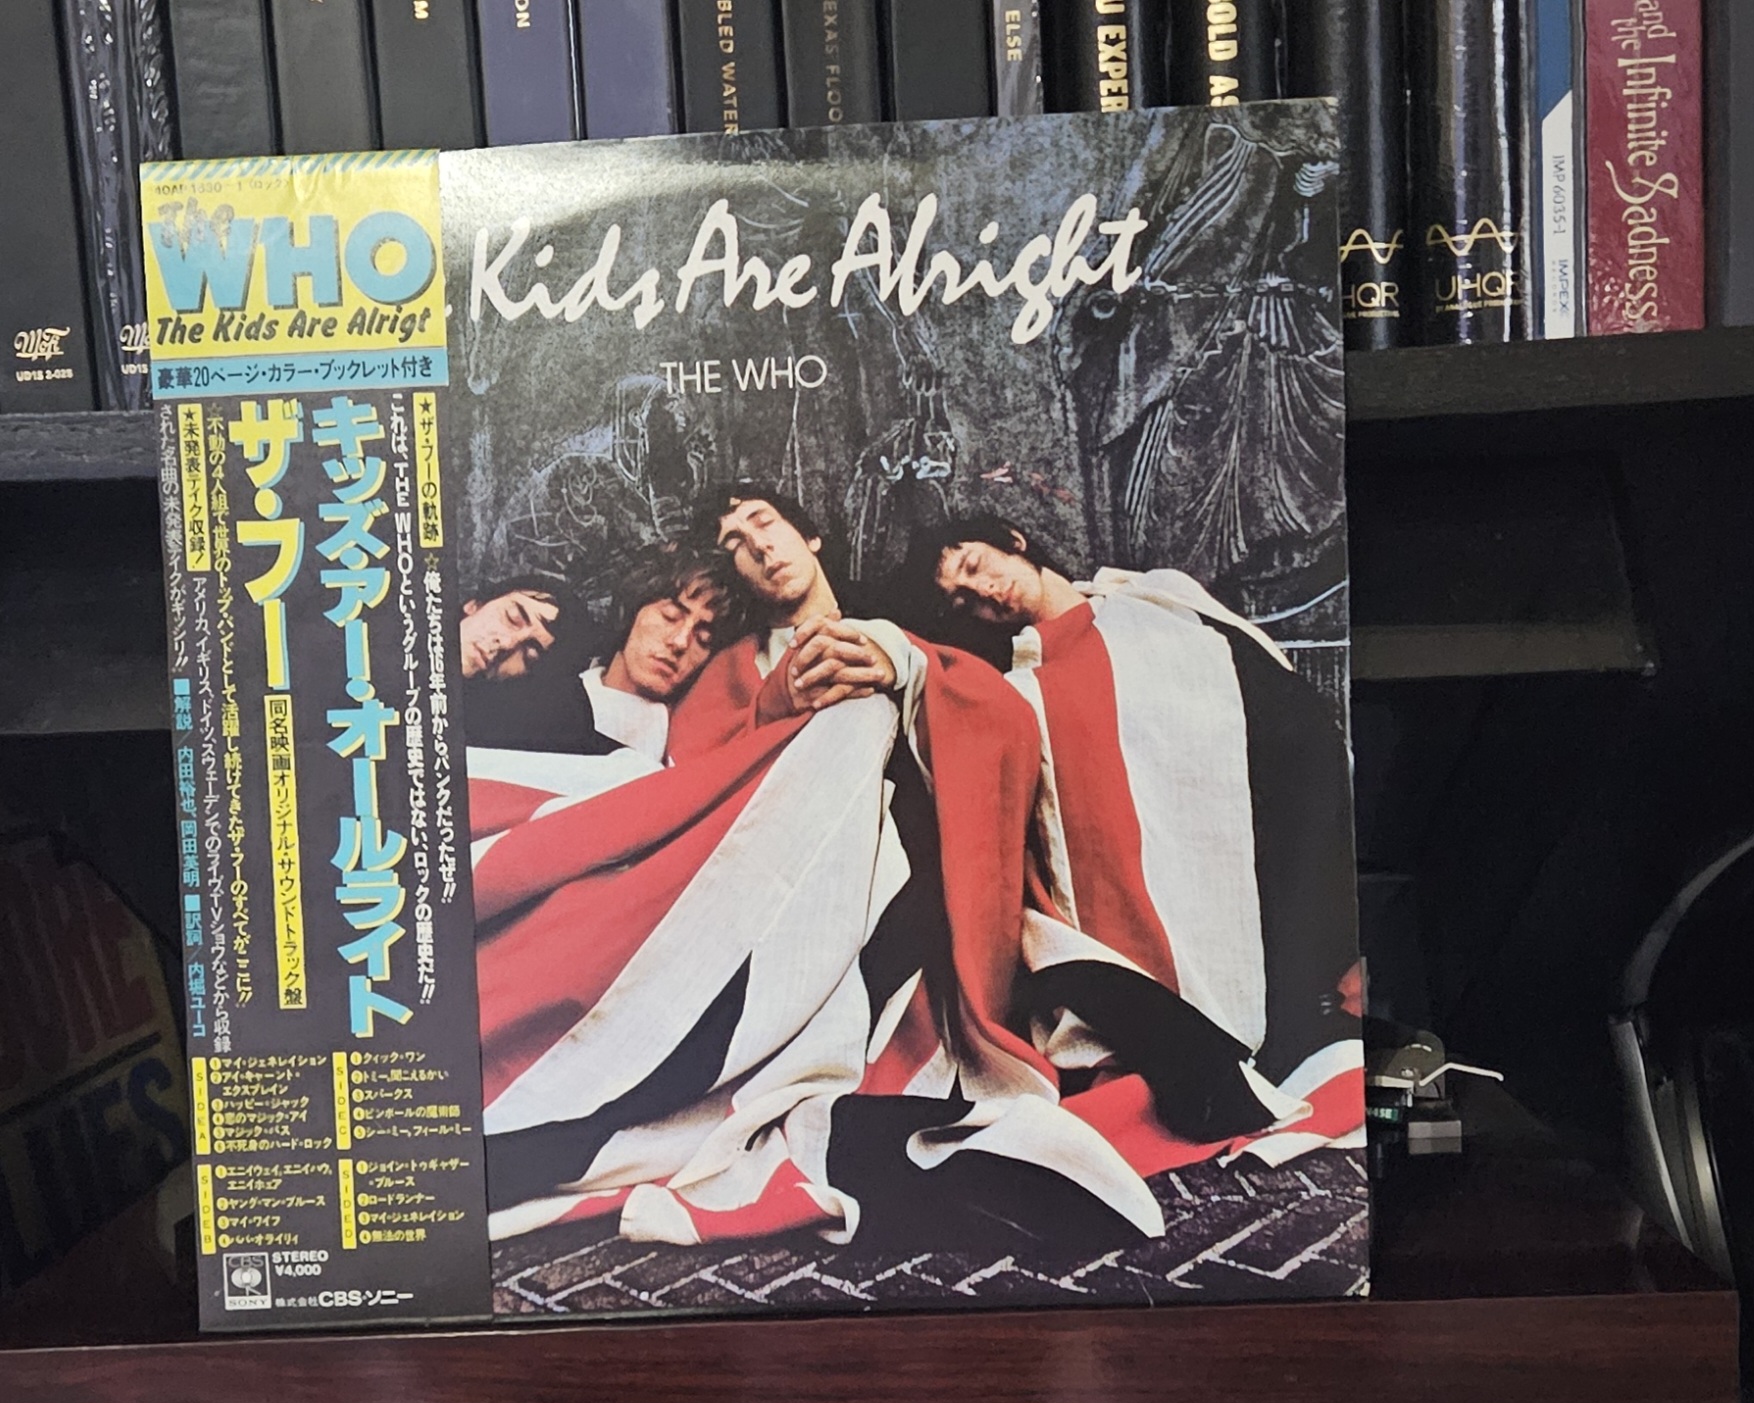 M
ON
BLED WATER
EXAS FLOO
ELSE
U EXPER
BOLD AS
and
the Infinite Sadness
IMP 6035-1
IMPEX
MoFi
UD1S 2-025
UD1S
UHQR
UHQR
40AP 1630~1 (ロック)
The
WHO
The Kids Are Alrigt
豪華20ページ・カラー・ブックレット付き
Kids Are Alright
THE WHO
★ザ・フーの軌跡
☆俺たちは16年前からパンクだったぜ!!
これは、THE WHOというグループの歴史ではない、ロックの歴史だ!!
キッズ・アー・オールライト
ザ・フー
同名映画オリジナル・サウンドトラック盤
☆不動の4人組で世界のトップ・バンドとして活躍し続けてきたザ・フーのすべてがここに!!
★未発表テイク収録!
アメリカ、イギリス、ドイツ、スウェーデンでのライヴ・TVショウなどから収録
された名曲の未発表テイクがギッシリ!!
■解説/内田裕也、岡田英明
■訳詞/内堀ユーコ
SIDE A
①マイ・ジェネレイション
②アイ・キャーント・
エクスプレイン
③ハッピー・ジャック
④恋のマジック・アイ
⑤マジック・バス
⑥不死身のハード・ロック
SIDE B
①エニイウェイ、エニイハウ、
エニイホェア
②ヤング・マン・ブルース
③マイ・ワイフ
④ババ・オライリィ
SIDE C
①クィック・ワン
②トミー、聞こえるかい
③スパークス
④ピンボールの魔術師
⑤シー・ミー、フィール・ミー
SIDE D
①ジョイン・トゥギャザー
・ブルース
②ロードランナー
③マイ・ジェネレイション
④無法の世界
CBS
SONY
STEREO
¥4,000
株式会社CBS・ソニー